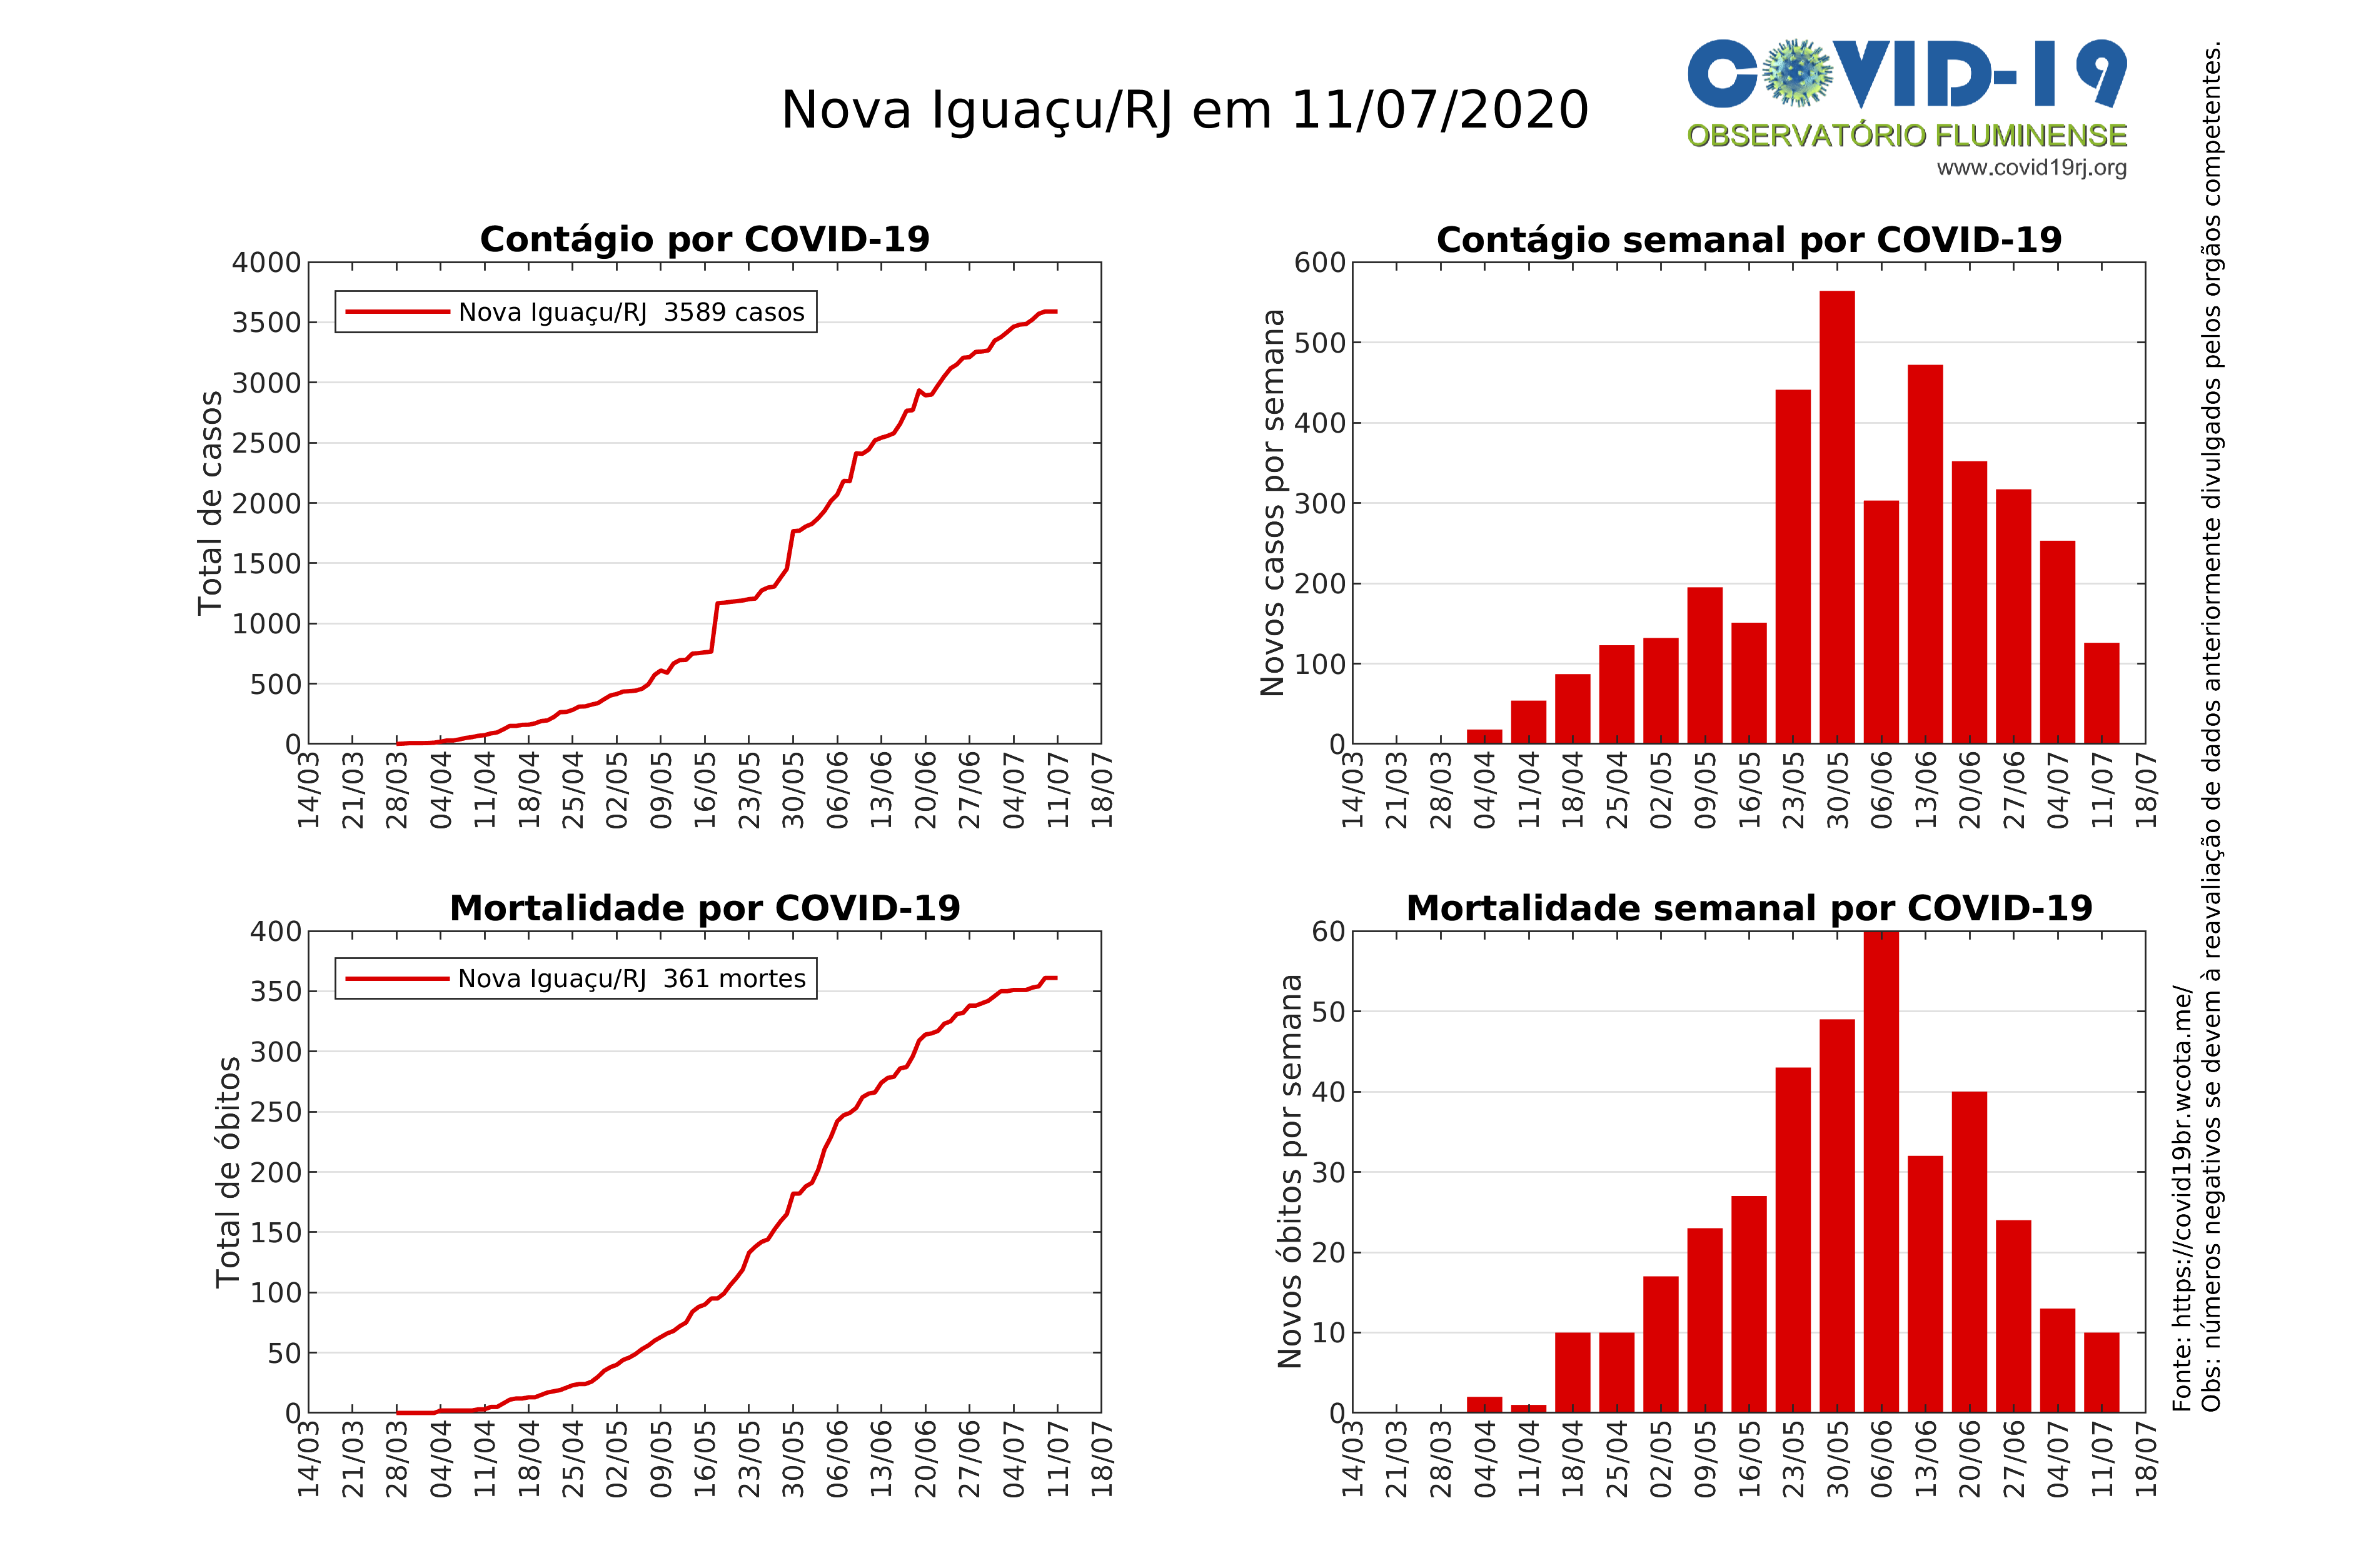 Nova Iguaçu/RJ em 11/07/2020
COVID-19
OBSERVATÓRIO FLUMINENSE
www.covid19rj.org
Contágio por COVID-19
Total de casos
4000
3500
3000
2500
2000
1500
1000
500
0
Nova Iguaçu/RJ 3589 casos
14/03 21/03 28/03 04/04 11/04 18/04 25/04 02/05 09/05 16/05 23/05 30/05 06/06 13/06 20/06 27/06 04/07 11/07 18/07
Contágio semanal por COVID-19
Novos casos por semana
600
500
400
300
200
100
0
14/03 21/03 28/03 04/04 11/04 18/04 25/04 02/05 09/05 16/05 23/05 30/05 06/06 13/06 20/06 27/06 04/07 11/07 18/07
Mortalidade por COVID-19
Total de óbitos
400
350
300
250
200
150
100
50
0
Nova Iguaçu/RJ 361 mortes
14/03 21/03 28/03 04/04 11/04 18/04 25/04 02/05 09/05 16/05 23/05 30/05 06/06 13/06 20/06 27/06 04/07 11/07 18/07
Mortalidade semanal por COVID-19
Novos óbitos por semana
60
50
40
30
20
10
0
14/03 21/03 28/03 04/04 11/04 18/04 25/04 02/05 09/05 16/05 23/05 30/05 06/06 13/06 20/06 27/06 04/07 11/07 18/07
Fonte: https://covid19br.wcota.me/
Obs: números negativos se devem à reavaliação de dados anteriormente divulgados pelos orgãos competentes.